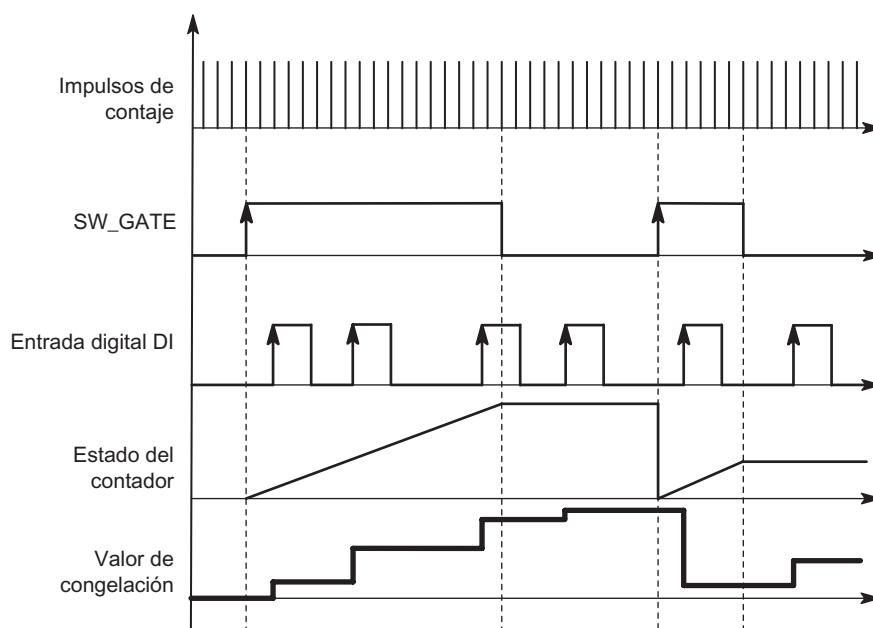 Impulsos de
contaje
SW_GATE
Entrada digital DI
Estado del
contador
Valor de
congelación